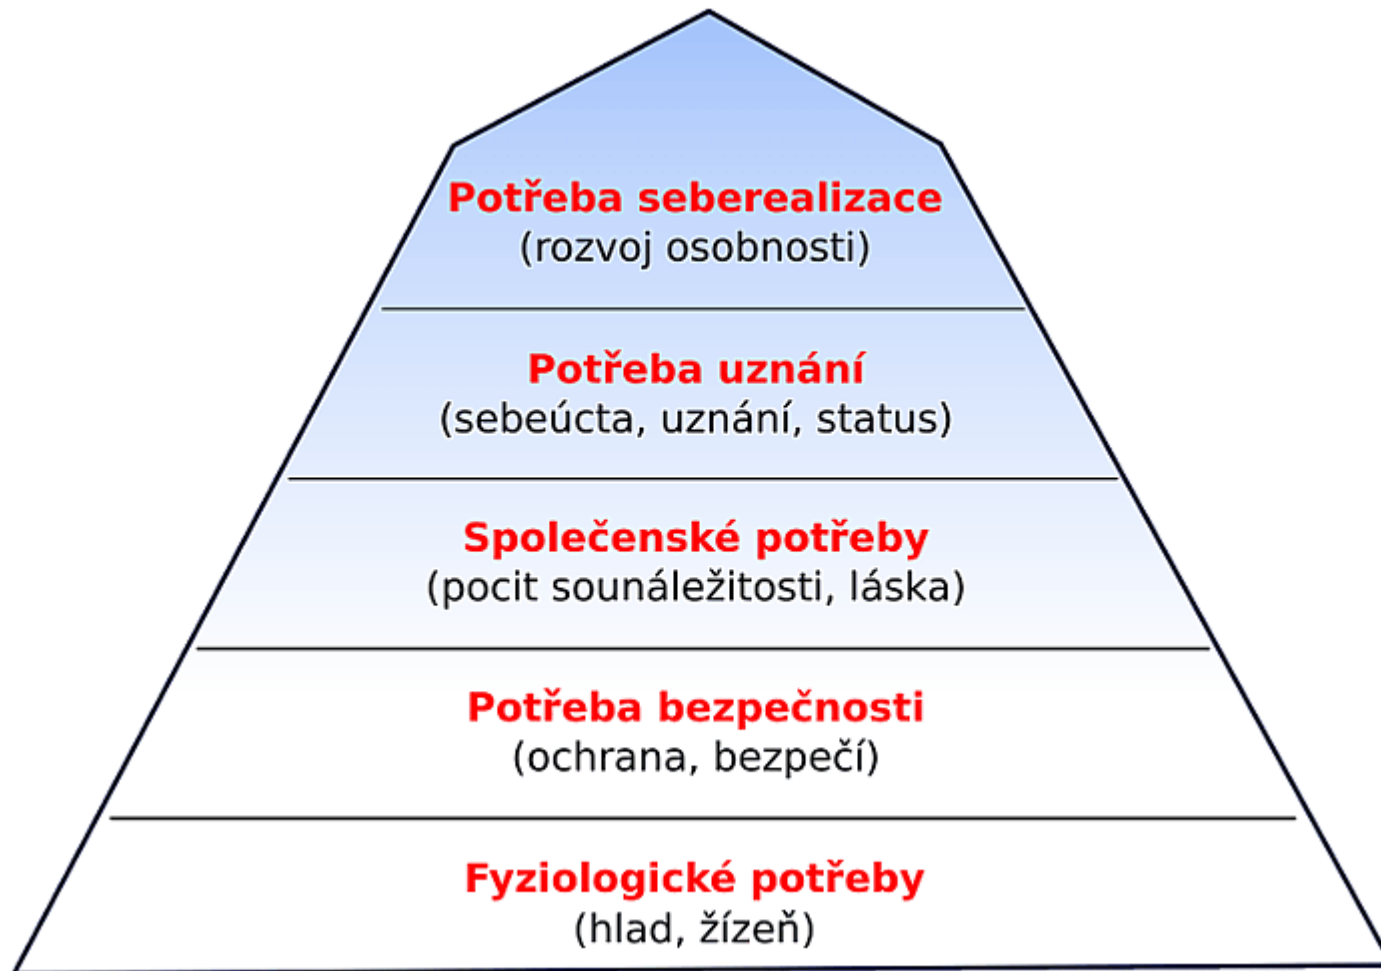 Potřeba seberealizace
(rozvoj osobnosti)
Potřeba uznání
(sebeúcta, uznání, status)
Společenské potřeby
(pocit sounáležitosti, láska)
Potřeba bezpečnosti
(ochrana, bezpečí)
Fyziologické potřeby
(hlad, žízeň)